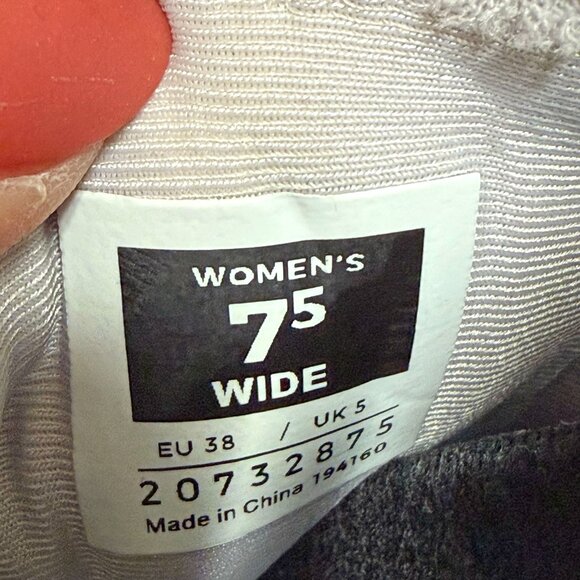 WOMEN'S
7⁵
WIDE
EU 38 / UK 5
20732875
Made in China 194160